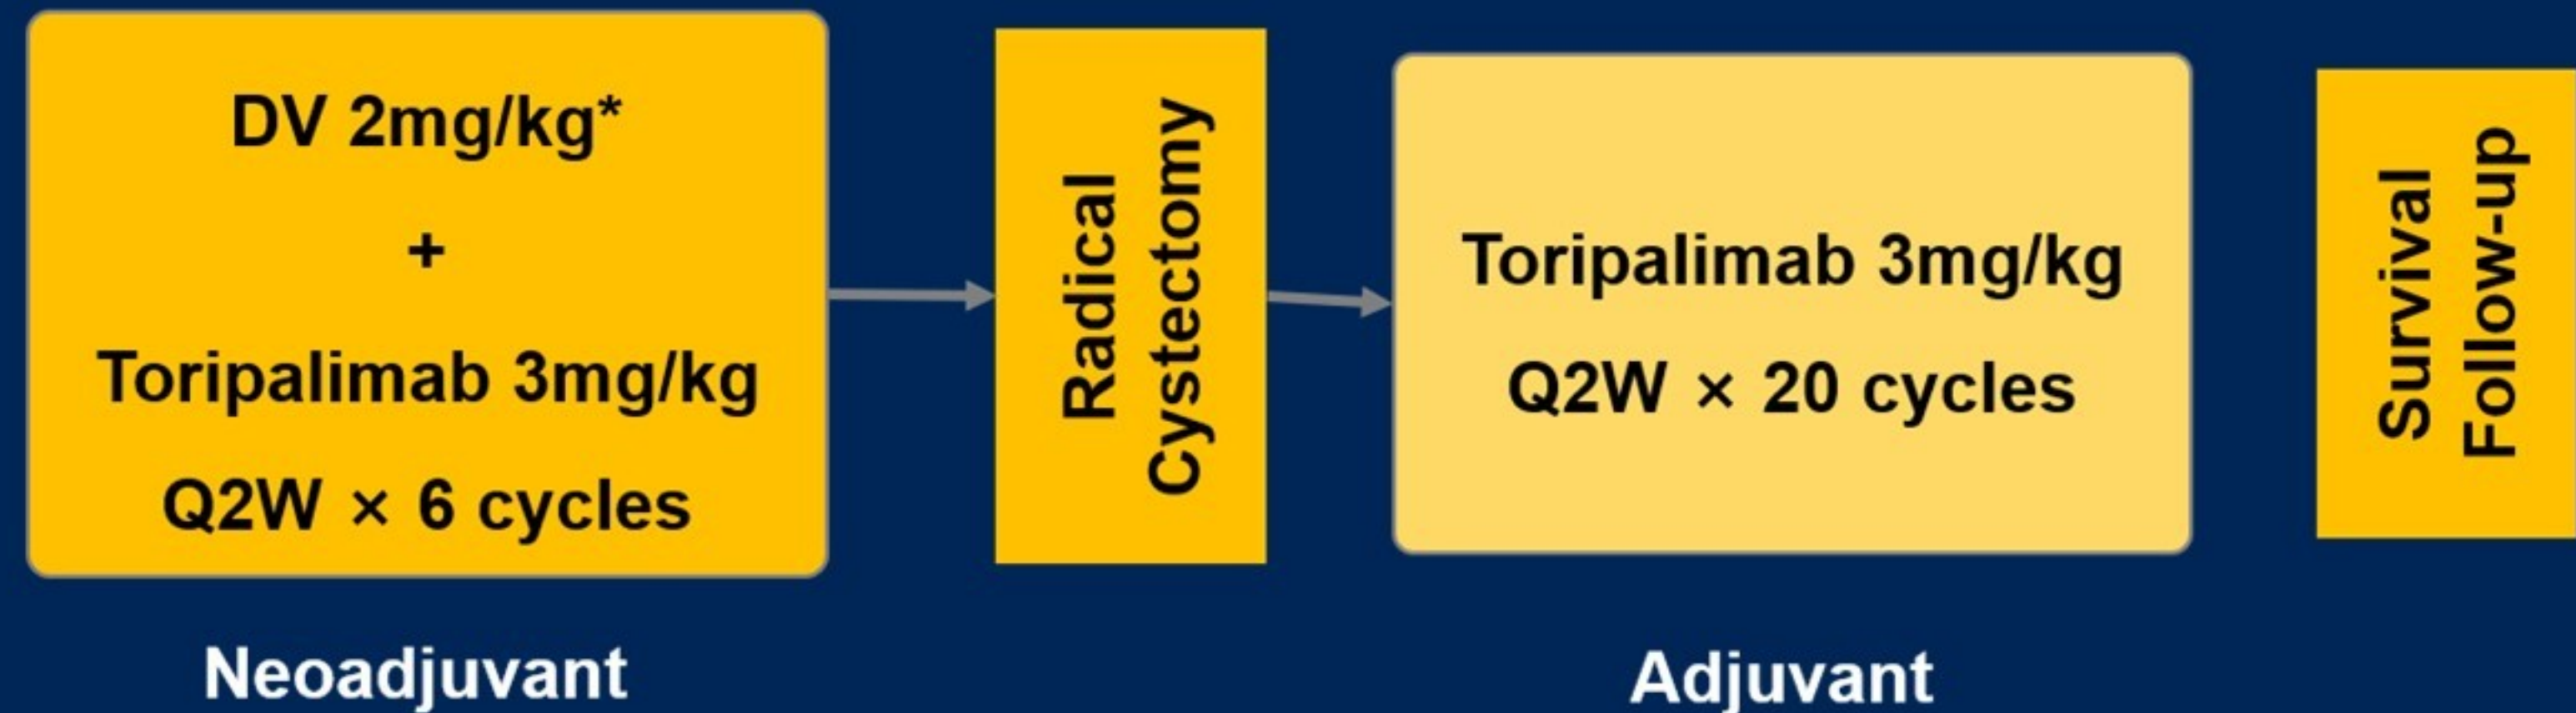 DV 2mg/kg*
+
Toripalimab 3mg/kg
Q2W × 6 cycles
Neoadjuvant
Radical
Cystectomy
Toripalimab 3mg/kg
Q2W × 20 cycles
Adjuvant
Survival
Follow-up